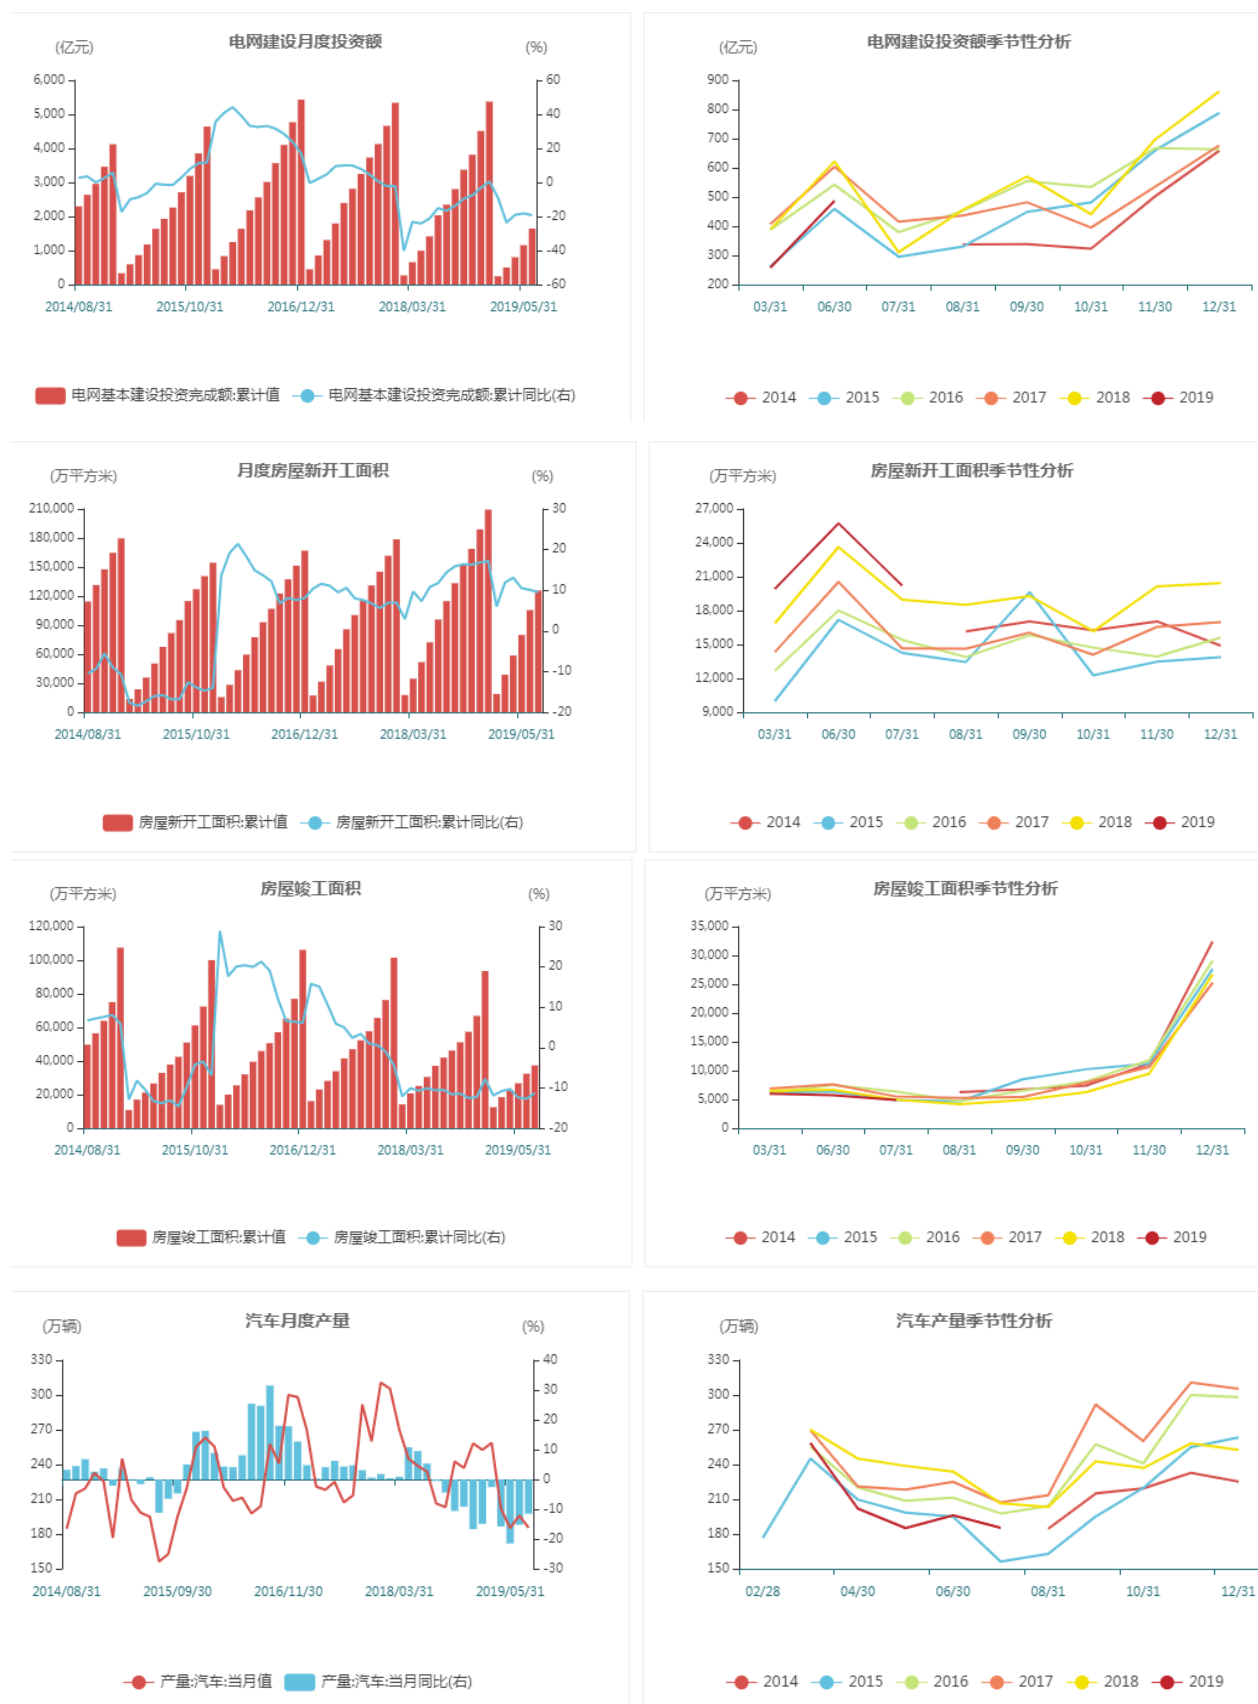 电网建设月度投资额
(亿元)
(%)
6,000
5,000
4,000
3,000
2,000
1,000
0
60
40
20
0
-20
-40
-60
2014/08/31 2015/10/31 2016/12/31 2018/03/31 2019/05/31
电网基本建设投资完成额:累计值 电网基本建设投资完成额:累计同比(右)
电网建设投资额季节性分析
(亿元)
900
800
700
600
500
400
300
200
03/31 06/30 07/31 08/31 09/30 10/31 11/30 12/31
2014 2015 2016 2017 2018 2019
月度房屋新开工面积
(万平方米)
(%)
210,000
180,000
150,000
120,000
90,000
60,000
30,000
0
30
20
10
0
-10
-20
2014/08/31 2015/10/31 2016/12/31 2018/03/31 2019/05/31
房屋新开工面积:累计值 房屋新开工面积:累计同比(右)
房屋新开工面积季节性分析
(万平方米)
27,000
24,000
21,000
18,000
15,000
12,000
9,000
03/31 06/30 07/31 08/31 09/30 10/31 11/30 12/31
2014 2015 2016 2017 2018 2019
房屋竣工面积
(万平方米)
(%)
120,000
100,000
80,000
60,000
40,000
20,000
0
30
20
10
0
-10
-20
2014/08/31 2015/10/31 2016/12/31 2018/03/31 2019/05/31
房屋竣工面积:累计值 房屋竣工面积:累计同比(右)
房屋竣工面积季节性分析
(万平方米)
35,000
30,000
25,000
20,000
15,000
10,000
5,000
0
03/31 06/30 07/31 08/31 09/30 10/31 11/30 12/31
2014 2015 2016 2017 2018 2019
汽车月度产量
(万辆)
(%)
330
300
270
240
210
180
150
40
30
20
10
0
-10
-20
-30
2014/08/31 2015/09/30 2016/11/30 2018/03/31 2019/05/31
产量:汽车:当月值 产量:汽车:当月同比(右)
汽车产量季节性分析
(万辆)
330
300
270
240
210
180
150
02/28 04/30 06/30 08/31 10/31 12/31
2014 2015 2016 2017 2018 2019